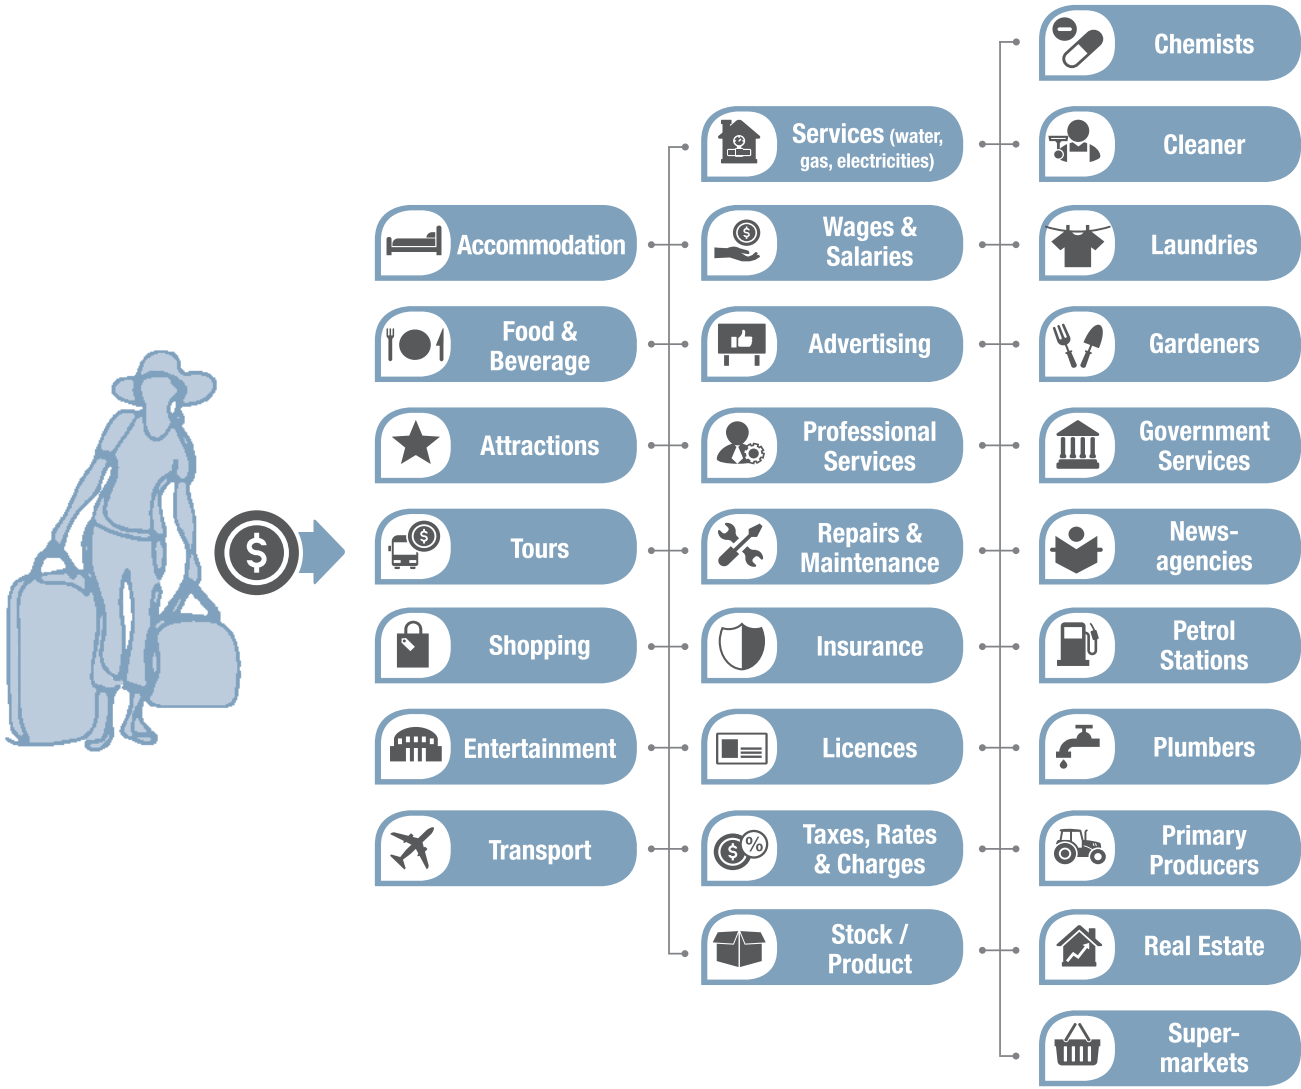 Accommodation
Food &
Beverage
Attractions
Tours
Shopping
Entertainment
Transport
Services (water,
gas, electricities)
Wages &
Salaries
Advertising
Professional
Services
Repairs &
Maintenance
Insurance
Licences
Taxes, Rates
& Charges
Stock /
Product
Chemists
Cleaner
Laundries
Gardeners
Government
Services
News-
agencies
Petrol
Stations
Plumbers
Primary
Producers
Real Estate
Super-
markets
$
$
$
$
%